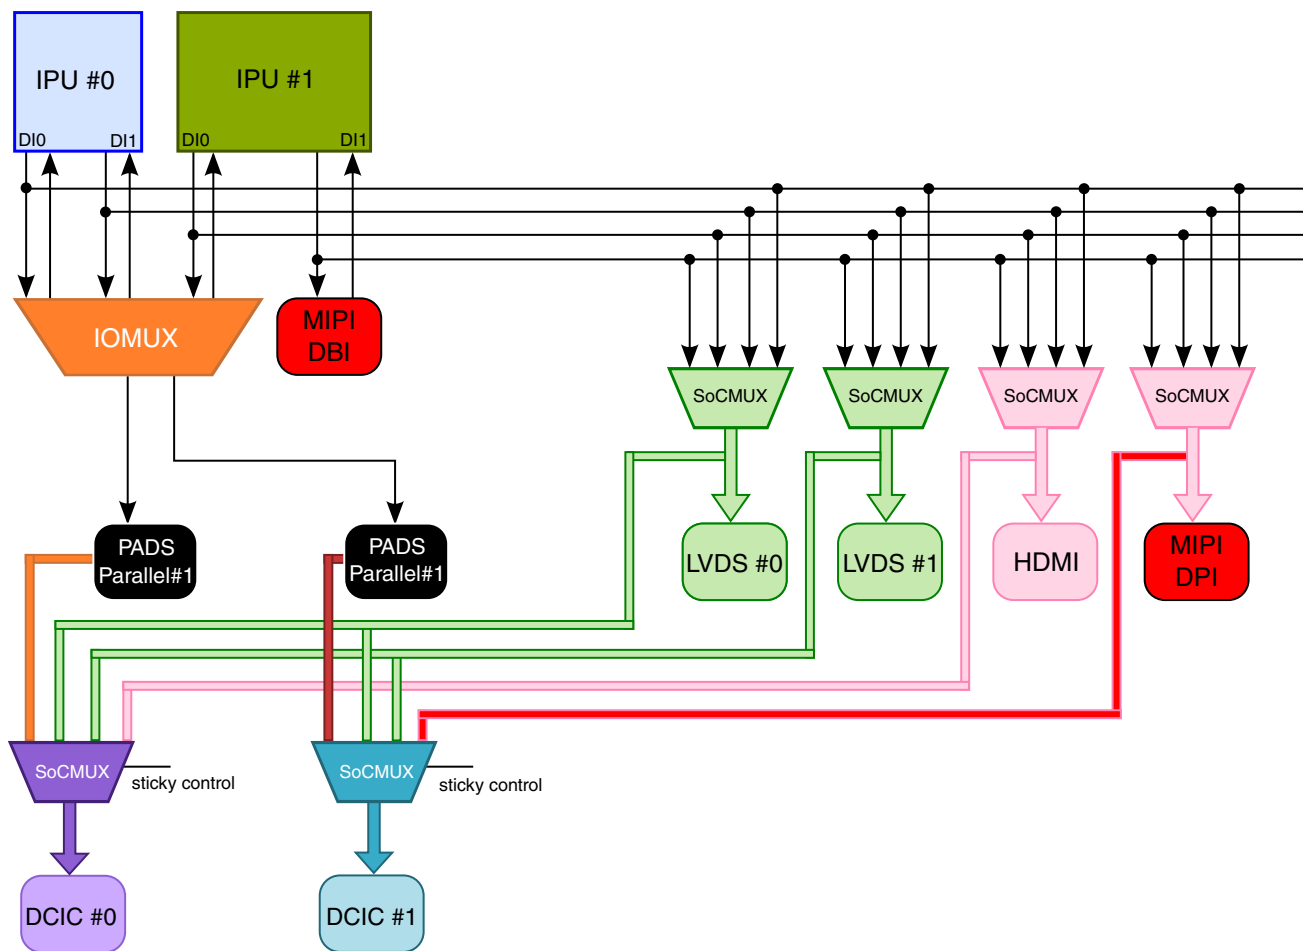 IPU #0
IPU #1
DI0
DI1
DI0
DI1
IOMUX
MIPI
DBI
SoCMUX
SoCMUX
SoCMUX
SoCMUX
PADS
Parallel#1
PADS
Parallel#1
LVDS #0
LVDS #1
HDMI
MIPI
DPI
SoCMUX
sticky control
SoCMUX
sticky control
DCIC #0
DCIC #1